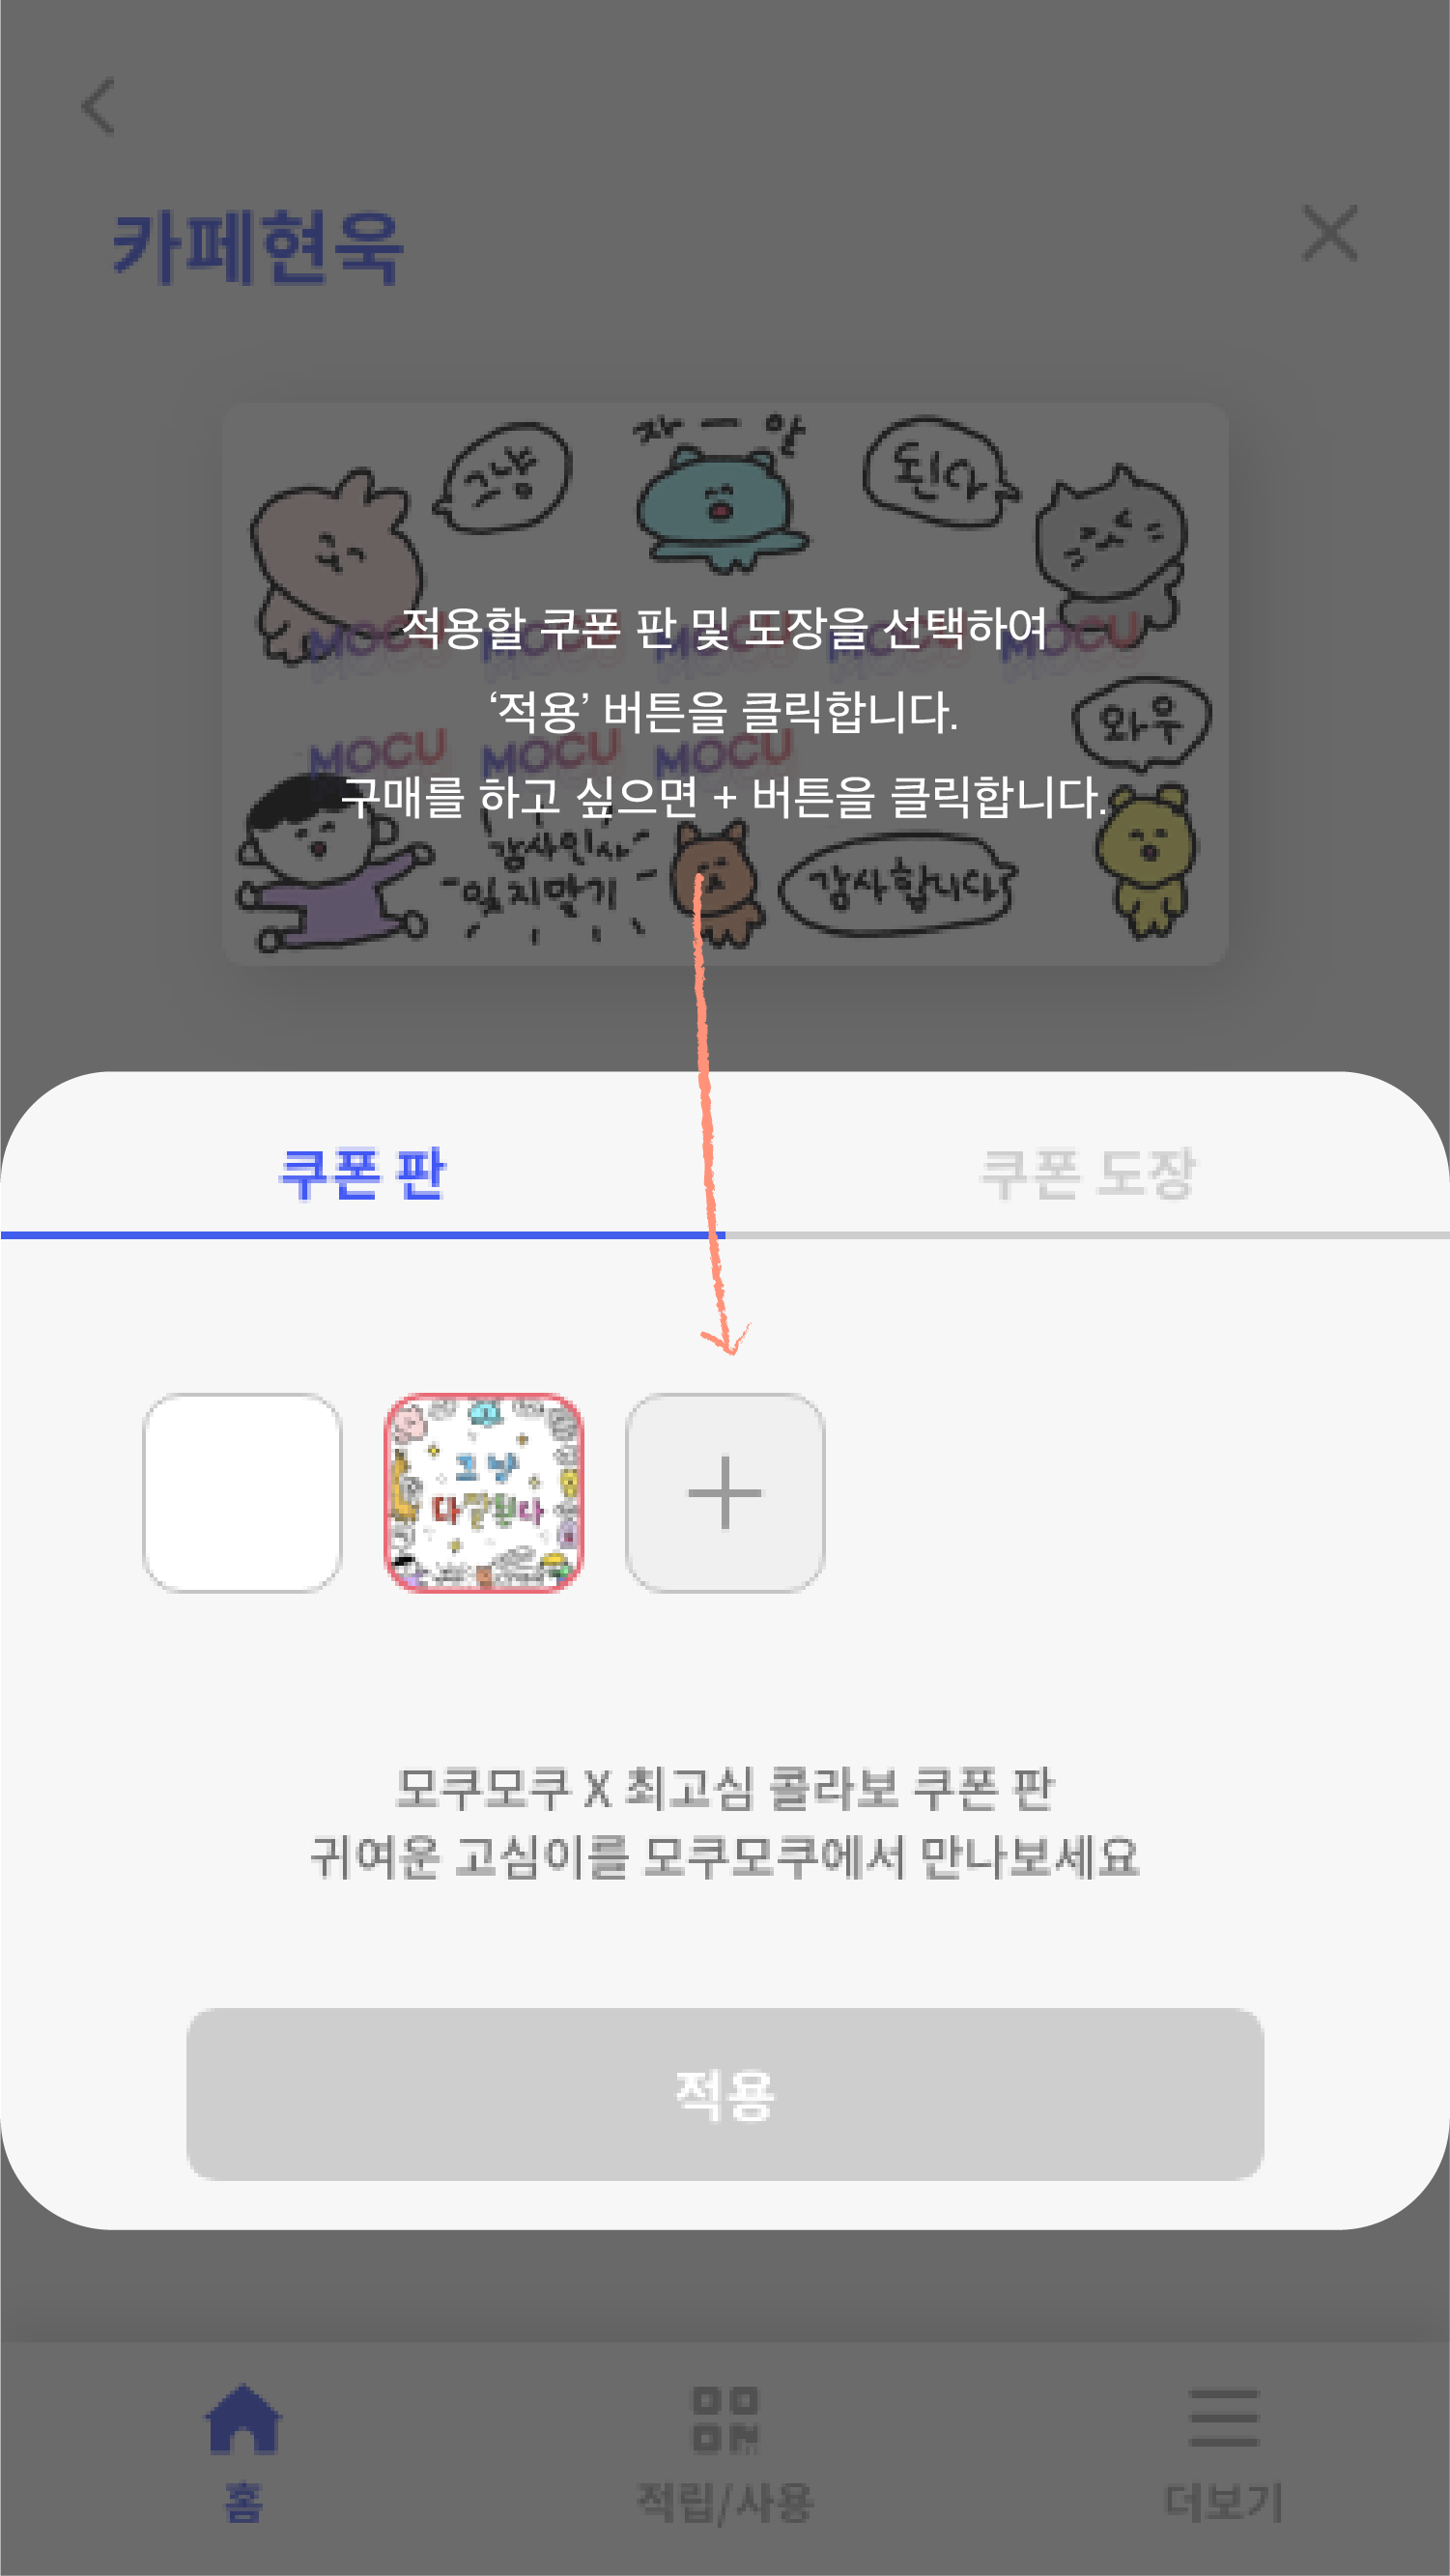 카페현욱
그냥
자-알
된다
적용할 쿠폰 판 및 도장을 선택하여
MOCU MOCU MOCU MOCU MOCU
‘적용’ 버튼을 클릭합니다.
와우
MOCU MOCU MOCU
구매를 하고 싶으면 + 버튼을 클릭합니다.
감사인사
잊지말기
감사합니다
쿠폰 판
쿠폰 도장
그냥
다잘된다
모쿠모쿠 X 최고심 콜라보 쿠폰 판
귀여운 고심이를 모쿠모쿠에서 만나보세요
적용
홈
적립/사용
더보기